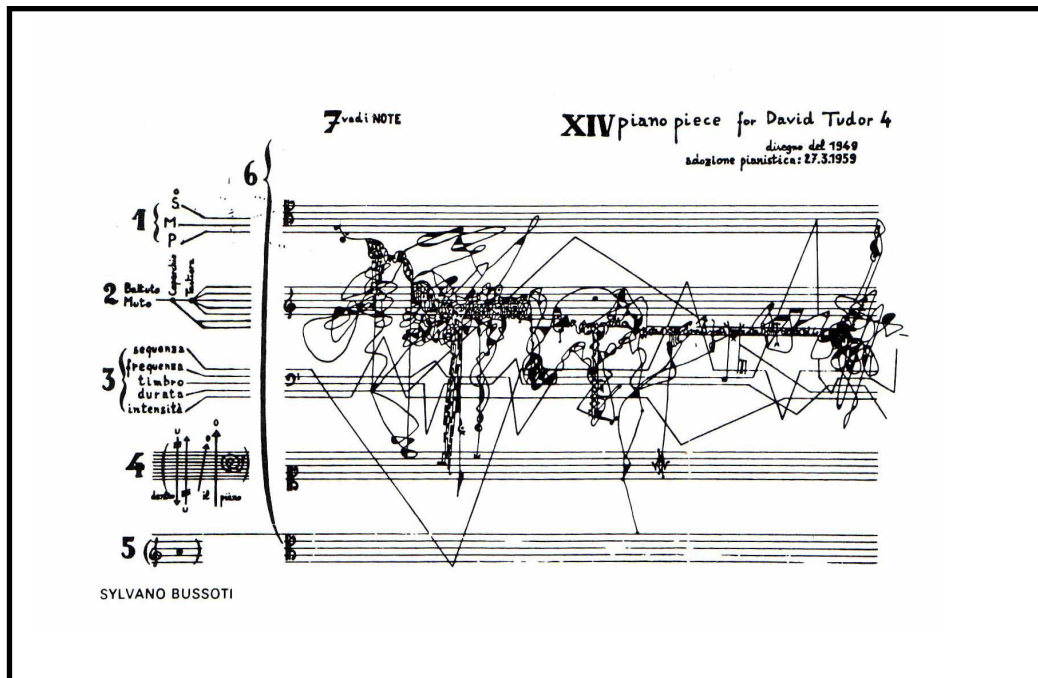 7 vedi NOTE
XIV piano piece for David Tudor 4
disegno del 1949
adozione pianistica: 27.3.1959
6
1 S
M
P
Coperchio
Tastiera
2 Battuto
Muto
sequenza
3 frequenza
timbro
durata
intensità
4
dentro il piano
5
SYLVANO BUSSOTI